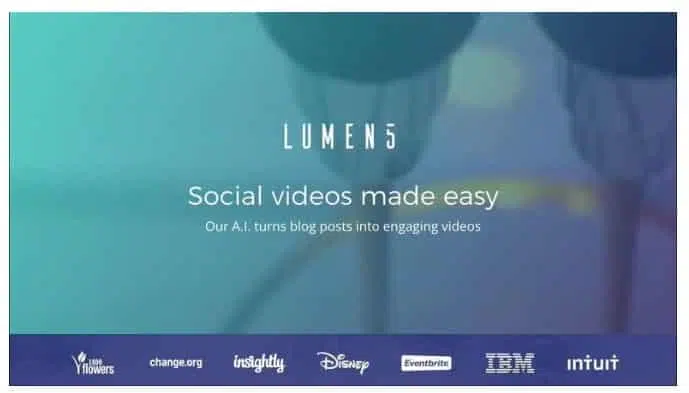 LUMEN5
Social videos made easy
Our A.I. turns blog posts into engaging videos
1800 flowers change.org insightly Disney Eventbrite IBM intuit